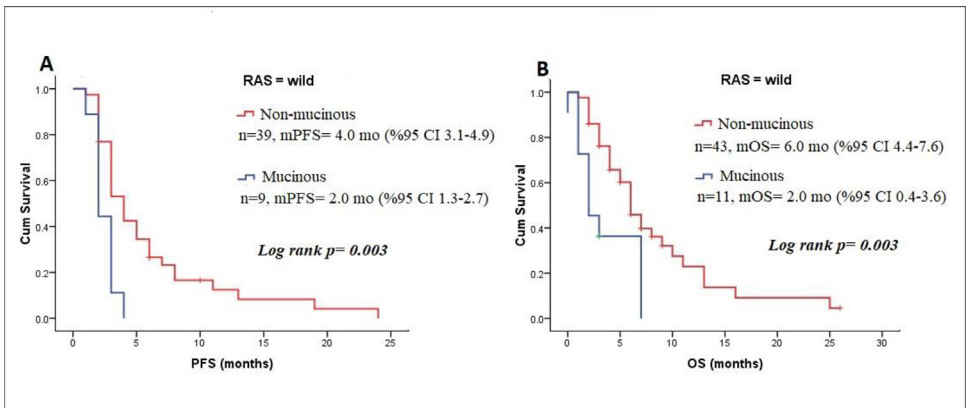 A
RAS = wild
Non-mucinous
n=39, mPFS= 4.0 mo (%95 CI 3.1-4.9)
Mucinous
n=9, mPFS= 2.0 mo (%95 CI 1.3-2.7)
Log rank p= 0.003
Cum Survival
1.0
0.8
0.6
0.4
0.2
0.0
0 5 10 15 20 25
PFS (months)
B
RAS = wild
Non-mucinous
n=43, mOS= 6.0 mo (%95 CI 4.4-7.6)
Mucinous
n=11, mOS= 2.0 mo (%95 CI 0.4-3.6)
Log rank p= 0.003
Cum Survival
1.0
0.8
0.6
0.4
0.2
0.0
0 5 10 15 20 25 30
OS (months)